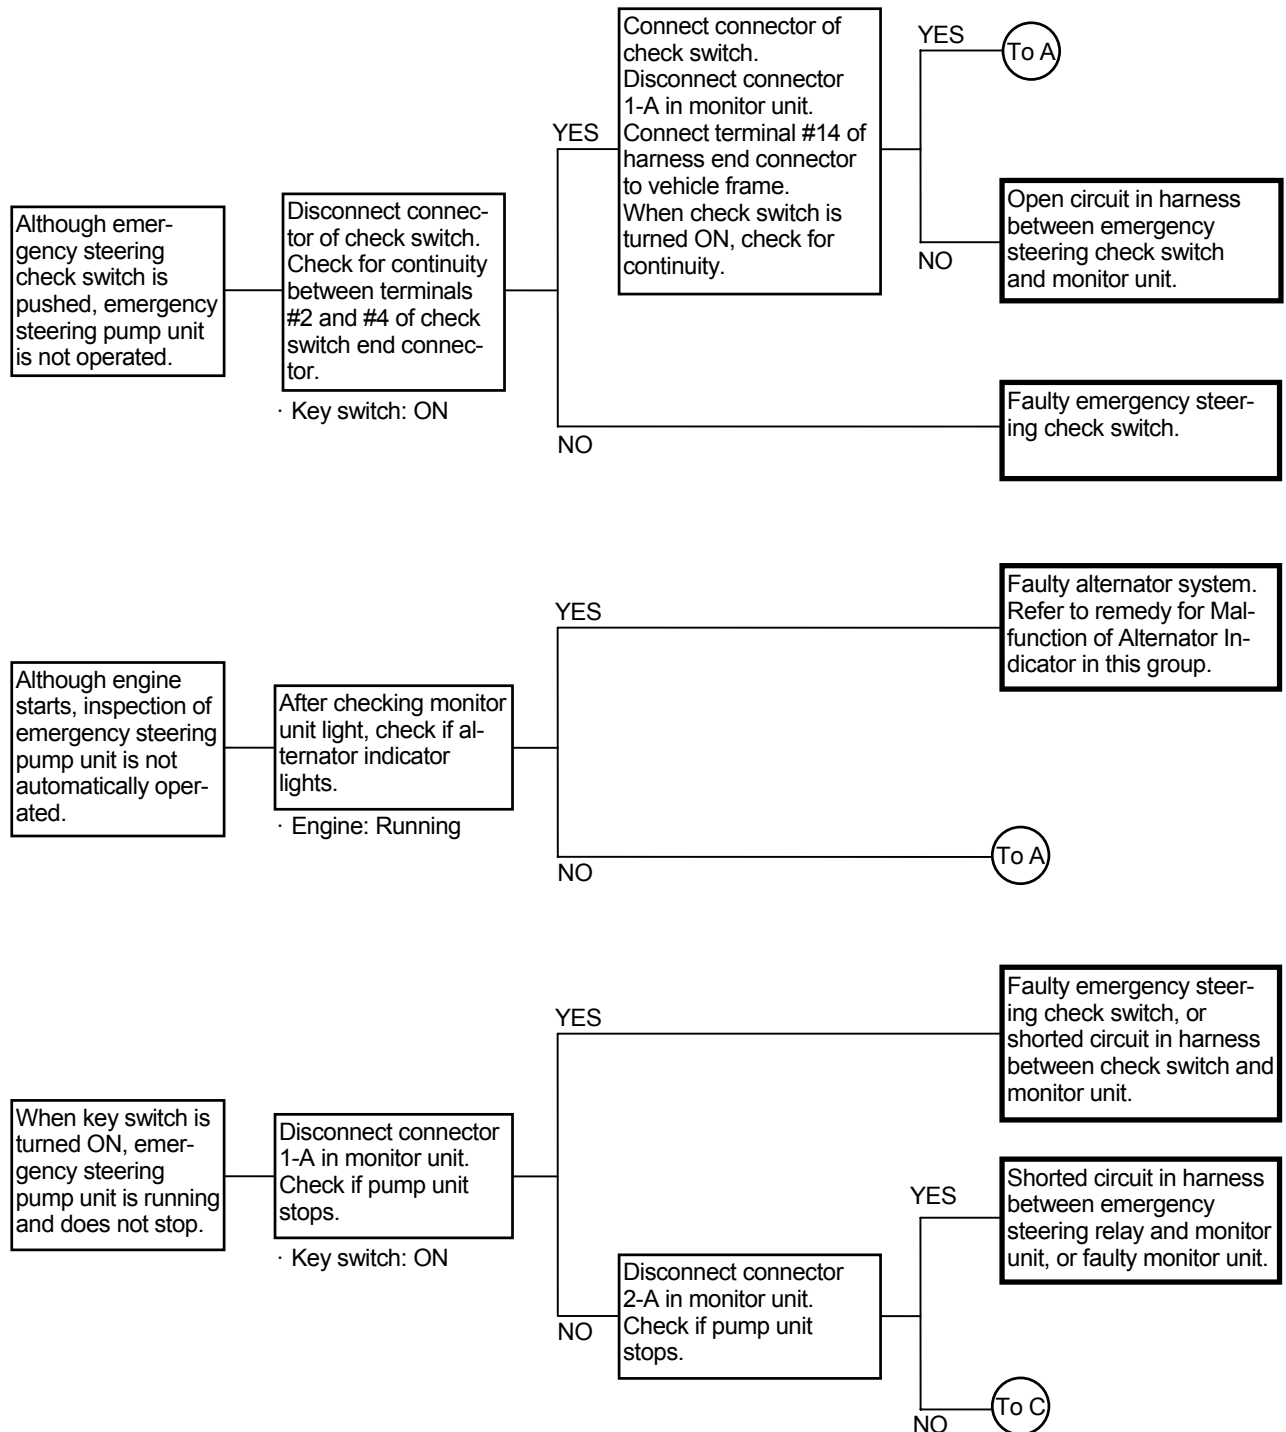 Although emer-
gency steering
check switch is
pushed, emergency
steering pump unit
is not operated.
Disconnect connec-
tor of check switch.
Check for continuity
between terminals
#2 and #4 of check
switch end connec-
tor.
· Key switch: ON
YES
Connect connector of
check switch.
Disconnect connector
1-A in monitor unit.
Connect terminal #14 of
harness end connector
to vehicle frame.
When check switch is
turned ON, check for
continuity.
YES
To A
NO
Open circuit in harness
between emergency
steering check switch
and monitor unit.
NO
Faulty emergency steer-
ing check switch.
Although engine
starts, inspection of
emergency steering
pump unit is not
automatically oper-
ated.
After checking monitor
unit light, check if al-
ternator indicator
lights.
· Engine: Running
YES
Faulty alternator system.
Refer to remedy for Mal-
function of Alternator In-
dicator in this group.
NO
To A
When key switch is
turned ON, emer-
gency steering
pump unit is running
and does not stop.
Disconnect connector
1-A in monitor unit.
Check if pump unit
stops.
· Key switch: ON
YES
Faulty emergency steer-
ing check switch, or
shorted circuit in harness
between check switch and
monitor unit.
NO
Disconnect connector
2-A in monitor unit.
Check if pump unit
stops.
YES
Shorted circuit in harness
between emergency
steering relay and monitor
unit, or faulty monitor unit.
NO
To C